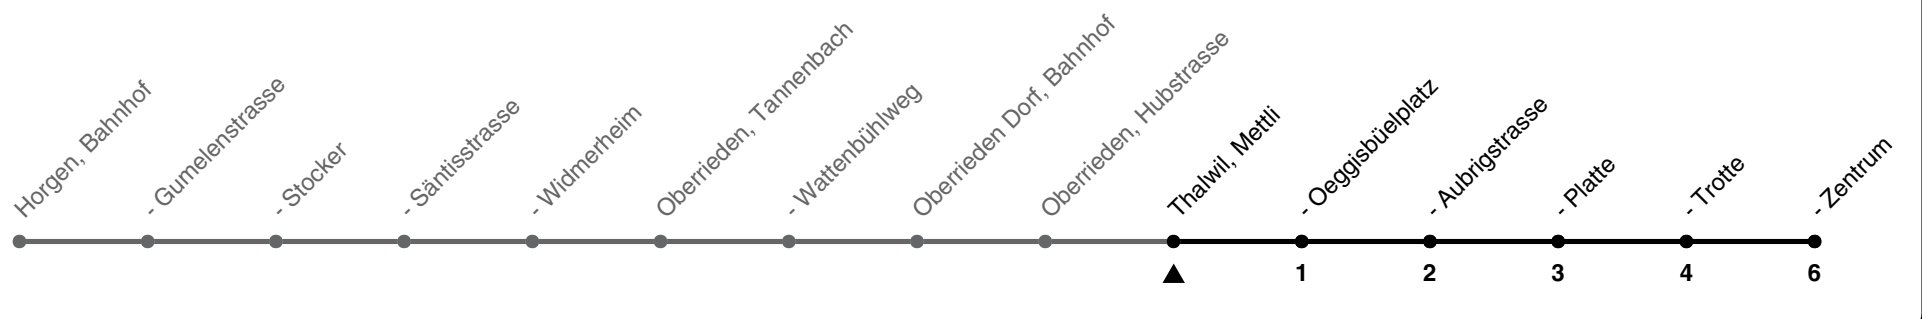 Horgen, Bahnhof
- Gumelenstrasse
- Stocker
- Säntisstrasse
- Widmerheim
Oberrieden, Tannenbach
- Wattenbühlweg
Oberrieden Dorf, Bahnhof
Oberrieden, Hubstrasse
Thalwil, Mettli
- Oeggisbüelplatz
- Aubrigstrasse
- Platte
- Trotte
- Zentrum
1 2 3 4 6